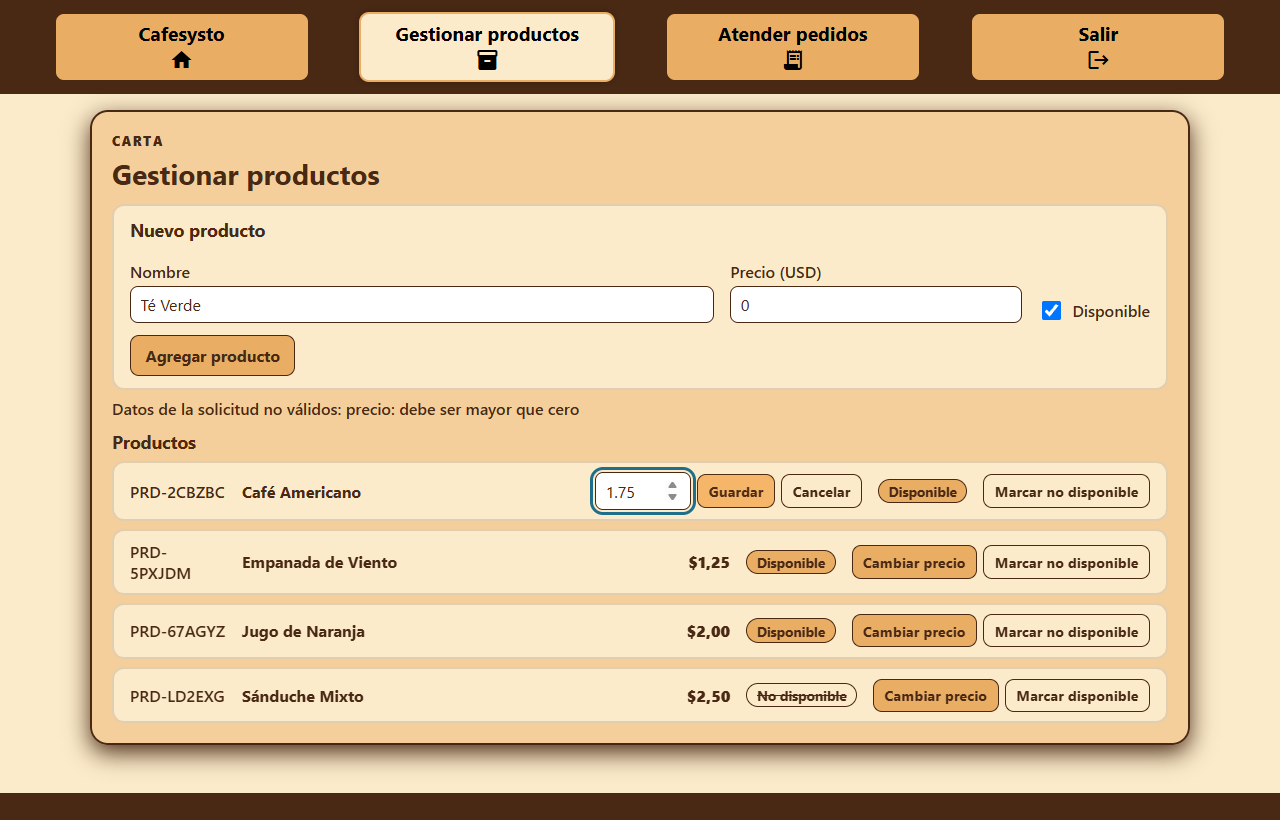 Cafesysto
Gestionar productos
Atender pedidos
Salir
CARTA
Gestionar productos
Nuevo producto
Nombre
Precio (USD)
Té Verde
0
Disponible
Agregar producto
Datos de la solicitud no válidos: precio: debe ser mayor que cero
Productos
PRD-2CBZBC Café Americano 1.75 Guardar Cancelar Disponible Marcar no disponible
PRD-
5PXJDM Empanada de Viento $1,25 Disponible Cambiar precio Marcar no disponible
PRD-67AGYZ Jugo de Naranja $2,00 Disponible Cambiar precio Marcar no disponible
PRD-LD2EXG Sánduche Mixto $2,50 No disponible Cambiar precio Marcar disponible